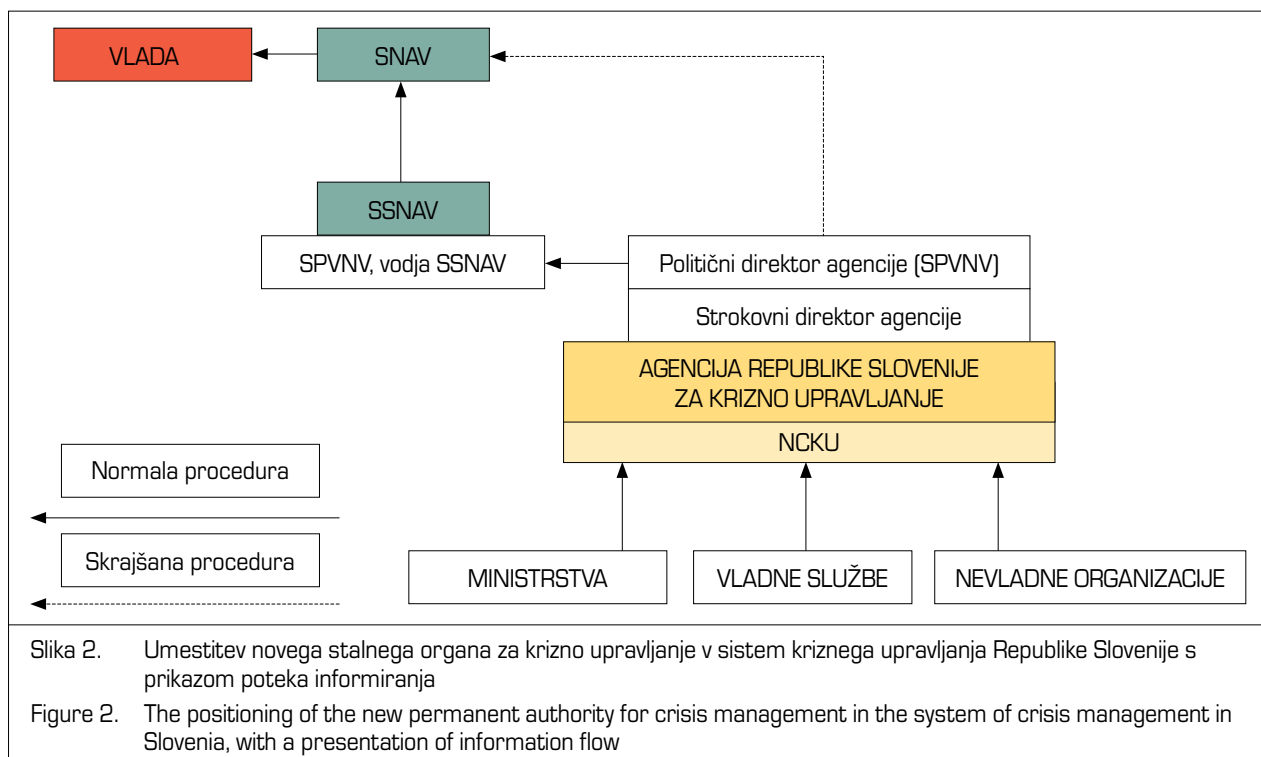 VLADA
SNAV
SSNAV
SPVNV, vodja SSNAV
Politični direktor agencije (SPVNV)
Strokovni direktor agencije
AGENCIJA REPUBLIKE SLOVENIJE
ZA KRIZNO UPRAVLJANJE
NCKU
Normala procedura
Skrajšana procedura
MINISTRSTVA
VLADNE SLUŽBE
NEVLADNE ORGANIZACIJE
Slika 2. Umestitev novega stalnega organa za krizno upravljanje v sistem kriznega upravljanja Republike Slovenije s
prikazom poteka informiranja
Figure 2. The positioning of the new permanent authority for crisis management in the system of crisis management in
Slovenia, with a presentation of information flow